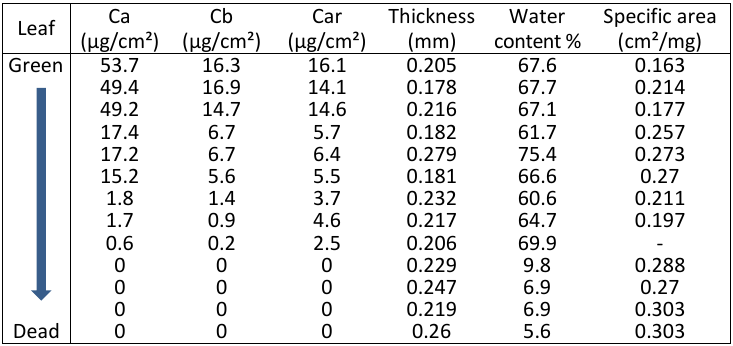 Leaf Ca Cb Car Thickness Water Specific area
(µg/cm²) (µg/cm²) (µg/cm²) (mm) content % (cm²/mg)
Green 53.7 16.3 16.1 0.205 67.6 0.163
49.4 16.9 14.1 0.178 67.7 0.214
49.2 14.7 14.6 0.216 67.1 0.177
17.4 6.7 5.7 0.182 61.7 0.257
17.2 6.7 6.4 0.279 75.4 0.273
15.2 5.6 5.5 0.181 66.6 0.27
1.8 1.4 3.7 0.232 60.6 0.211
1.7 0.9 4.6 0.217 64.7 0.197
0.6 0.2 2.5 0.206 69.9 -
0 0 0 0.229 9.8 0.288
0 0 0 0.247 6.9 0.27
0 0 0 0.219 6.9 0.303
Dead 0 0 0 0.26 5.6 0.303